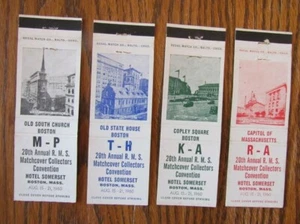 OLD SOUTH CHURCH
BOSTON
M-P
20th Annual R. M. S.
Matchcover Collectors
Convention
HOTEL SOMERSET
BOSTON, MASS.
OLD STATE HOUSE
BOSTON
T-H
20th Annual R. M. S.
Matchcover Collectors
Convention
HOTEL SOMERSET
BOSTON, MASS.
COPLEY SQUARE
BOSTON
K-A
20th Annual R. M. S.
Matchcover Collectors
Convention
HOTEL SOMERSET
BOSTON, MASS.
CAPITOL OF
MASSACHUSETTS
R-A
20th Annual R. M. S.
Matchcover Collectors
Convention
HOTEL SOMERSET
BOSTON, MASS.